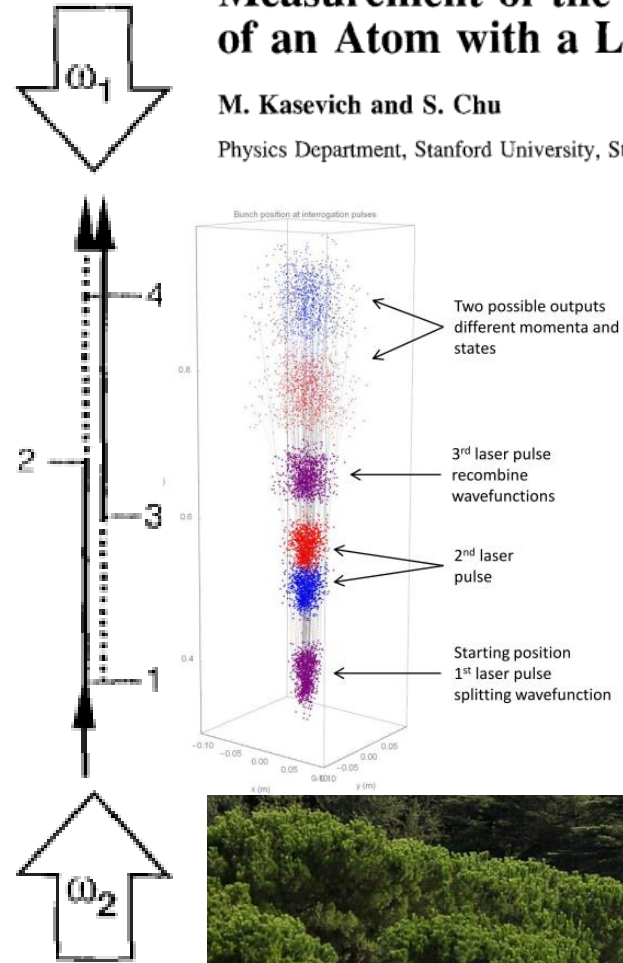 of an Atom with a L
M. Kasevich and S. Chu
Physics Department, Stanford University, St
ω1
4
2
3
1
ω2
Bunch position at interrogation pulses
0.8
0.6
0.4
−0.10
−0.05
0.00
0.05
x (m)
−0.05
0.00
0.05
y (m)
Two possible outputs
different momenta and
states
3rd laser pulse
recombine
wavefunctions
2nd laser
pulse
Starting position
1st laser pulse
splitting wavefunction